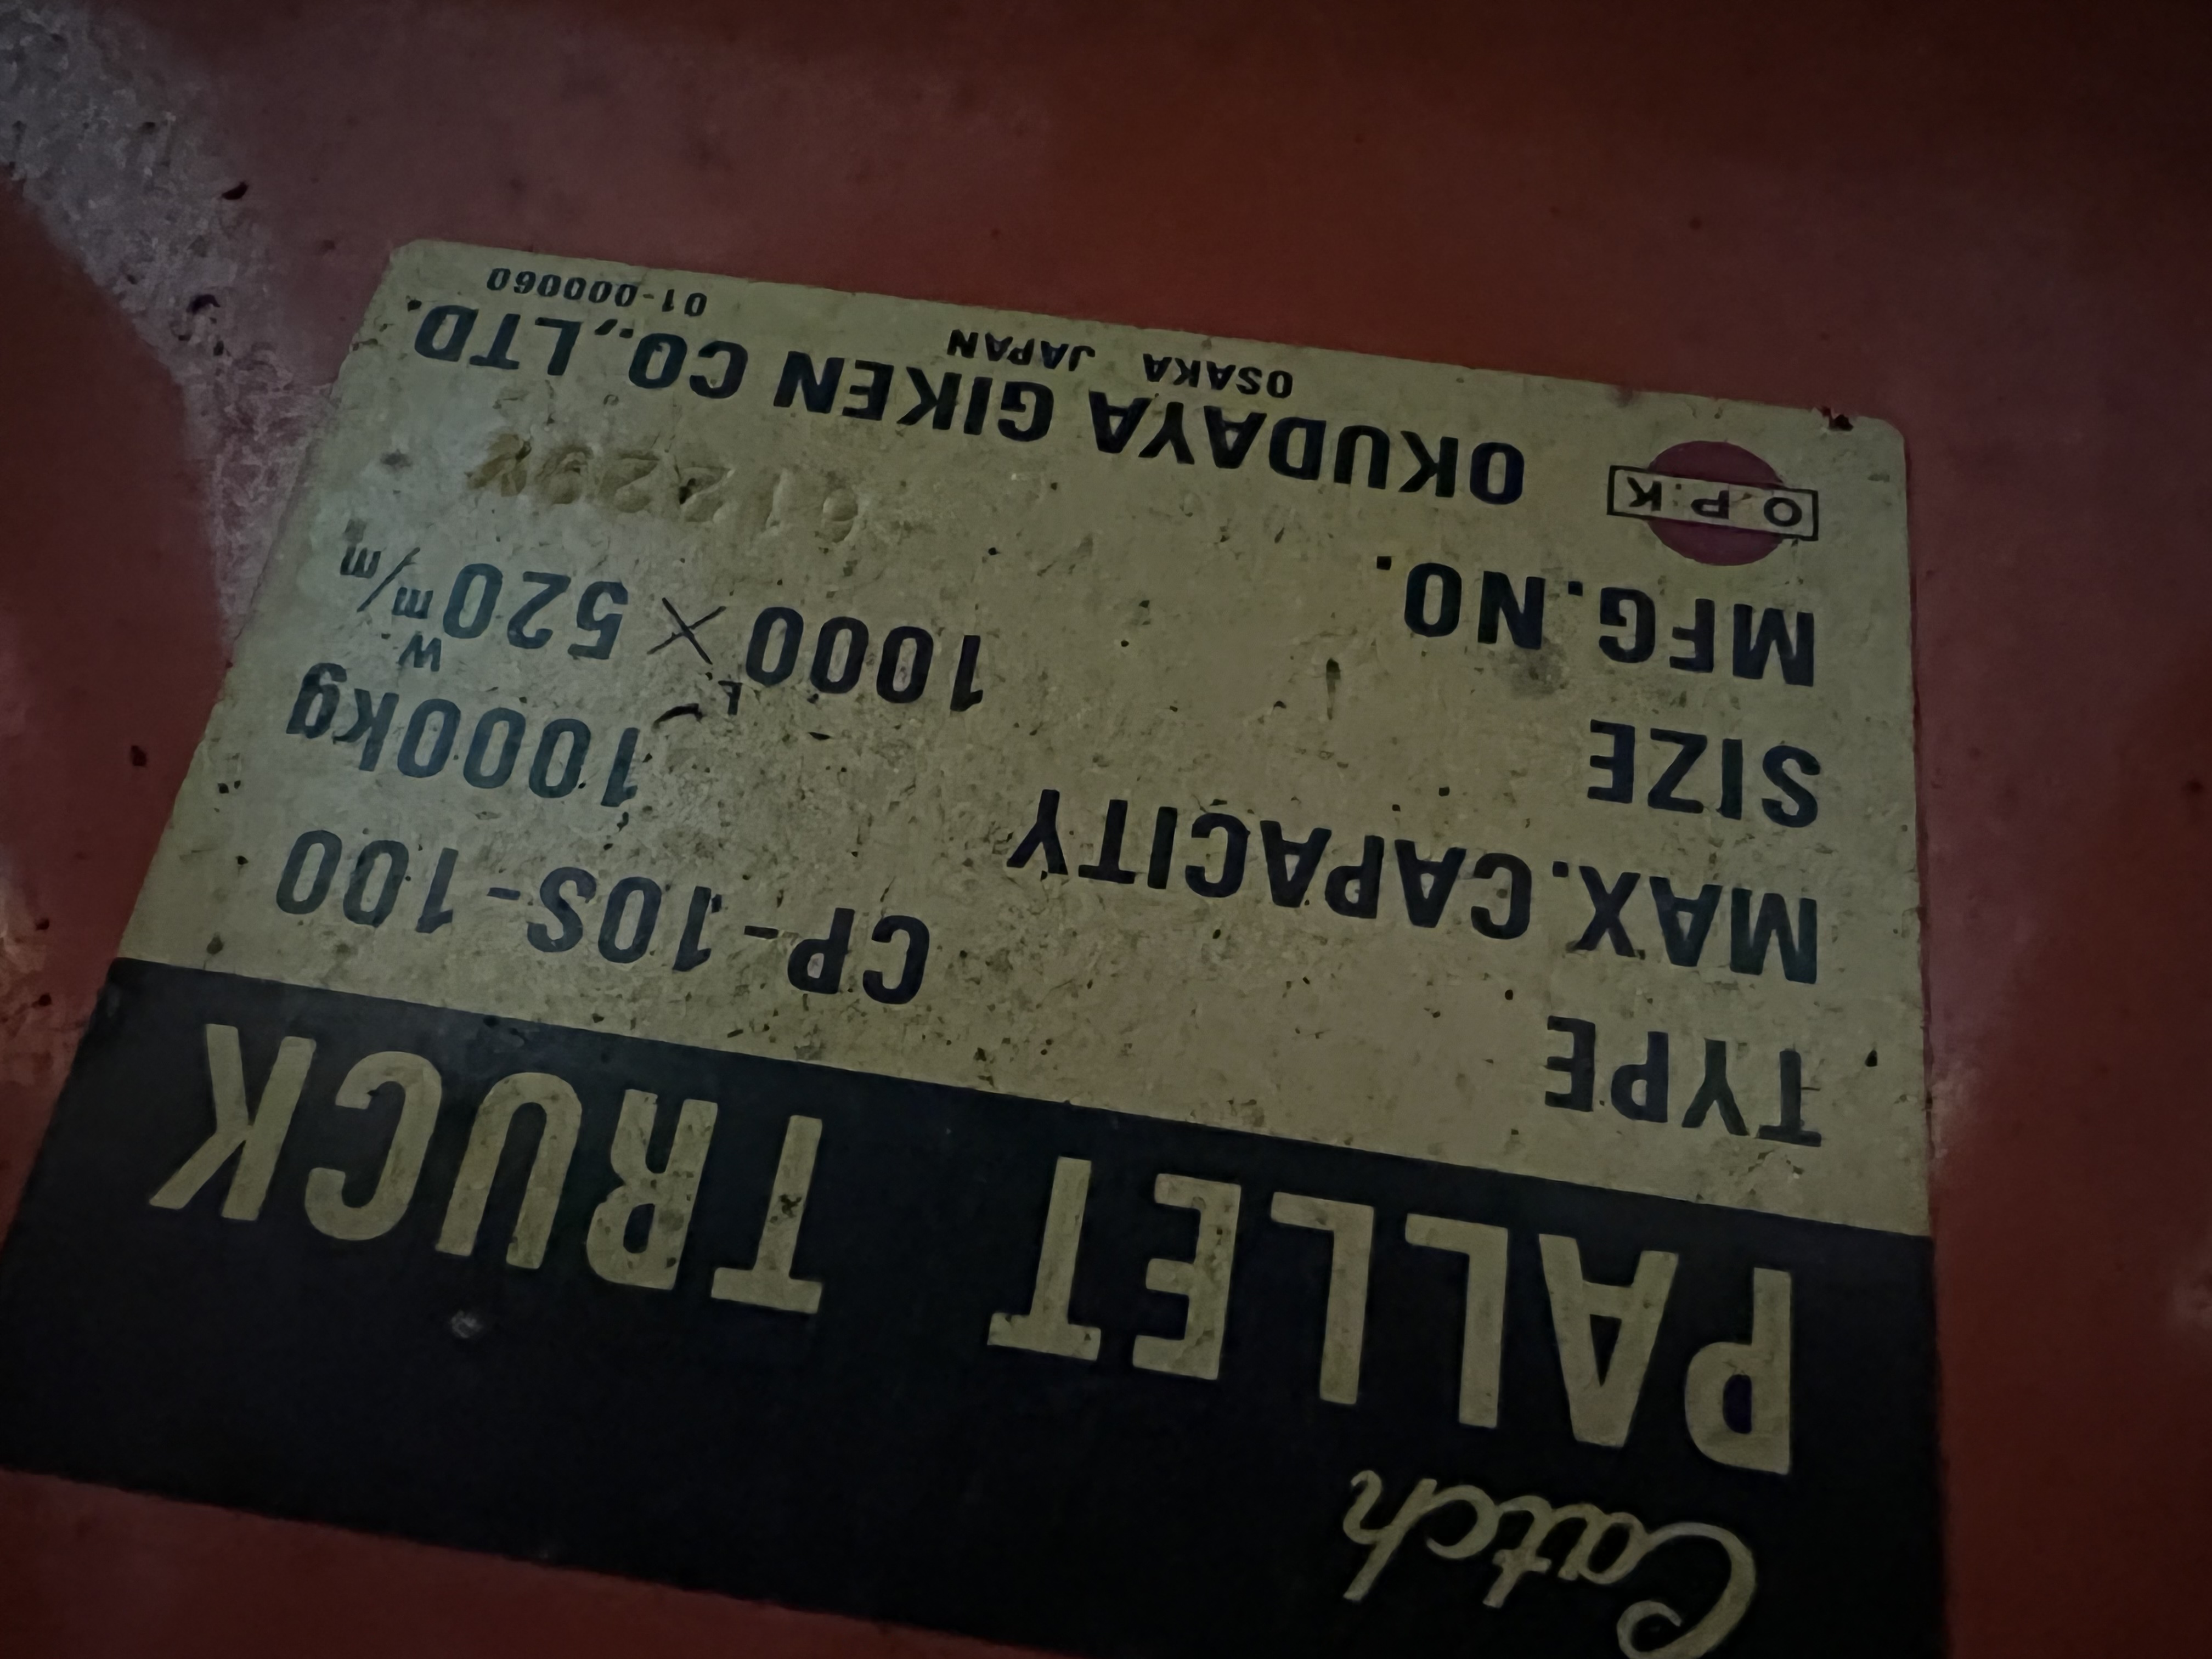 Catch
PALLET TRUCK
TYPE CP-10S-100
MAX.CAPACITY 1000kg
SIZE 1000 L × 520 W m/m
MFG.NO.
O.P.K OKUDAYA GIKEN CO.,LTD.
OSAKA JAPAN 01-000060